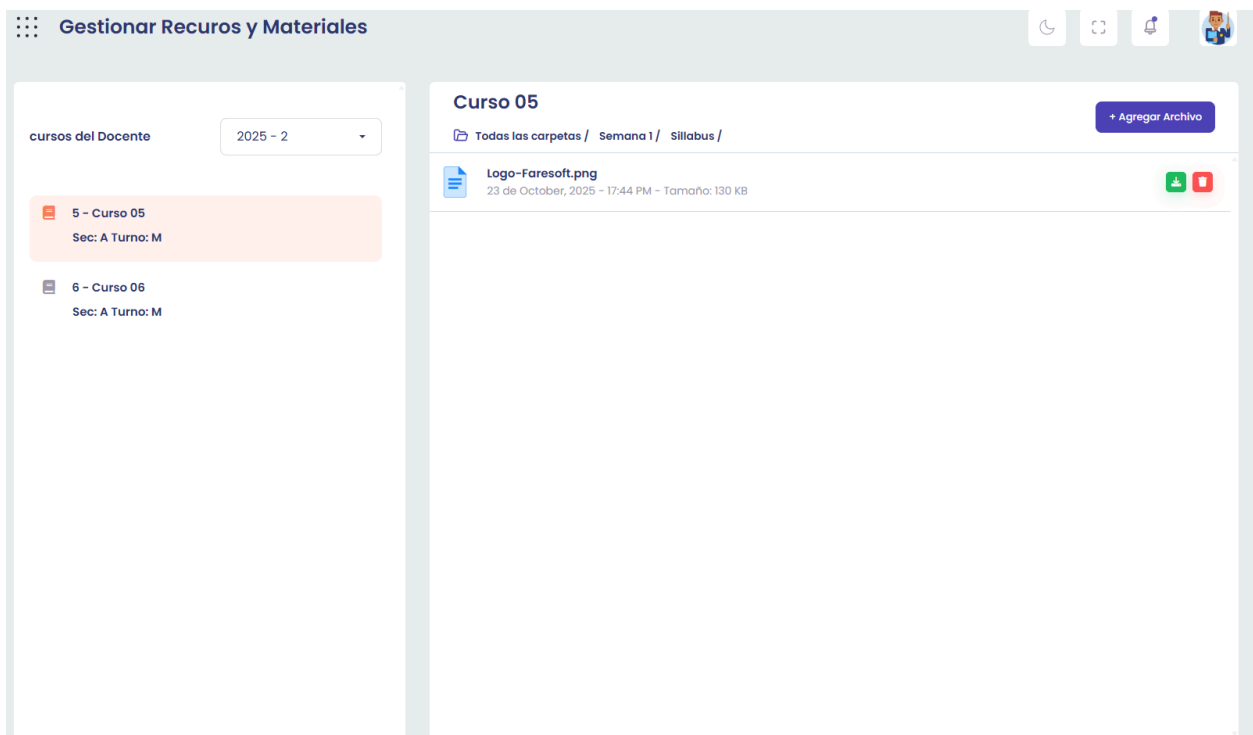 Gestionar Recuros y Materiales
cursos del Docente
2025 - 2
5 - Curso 05
Sec: A Turno: M
6 - Curso 06
Sec: A Turno: M
Curso 05
+ Agregar Archivo
Todas las carpetas / Semana 1 / Sillabus /
Logo-Faresoft.png
23 de October, 2025 - 17:44 PM - Tamaño: 130 KB